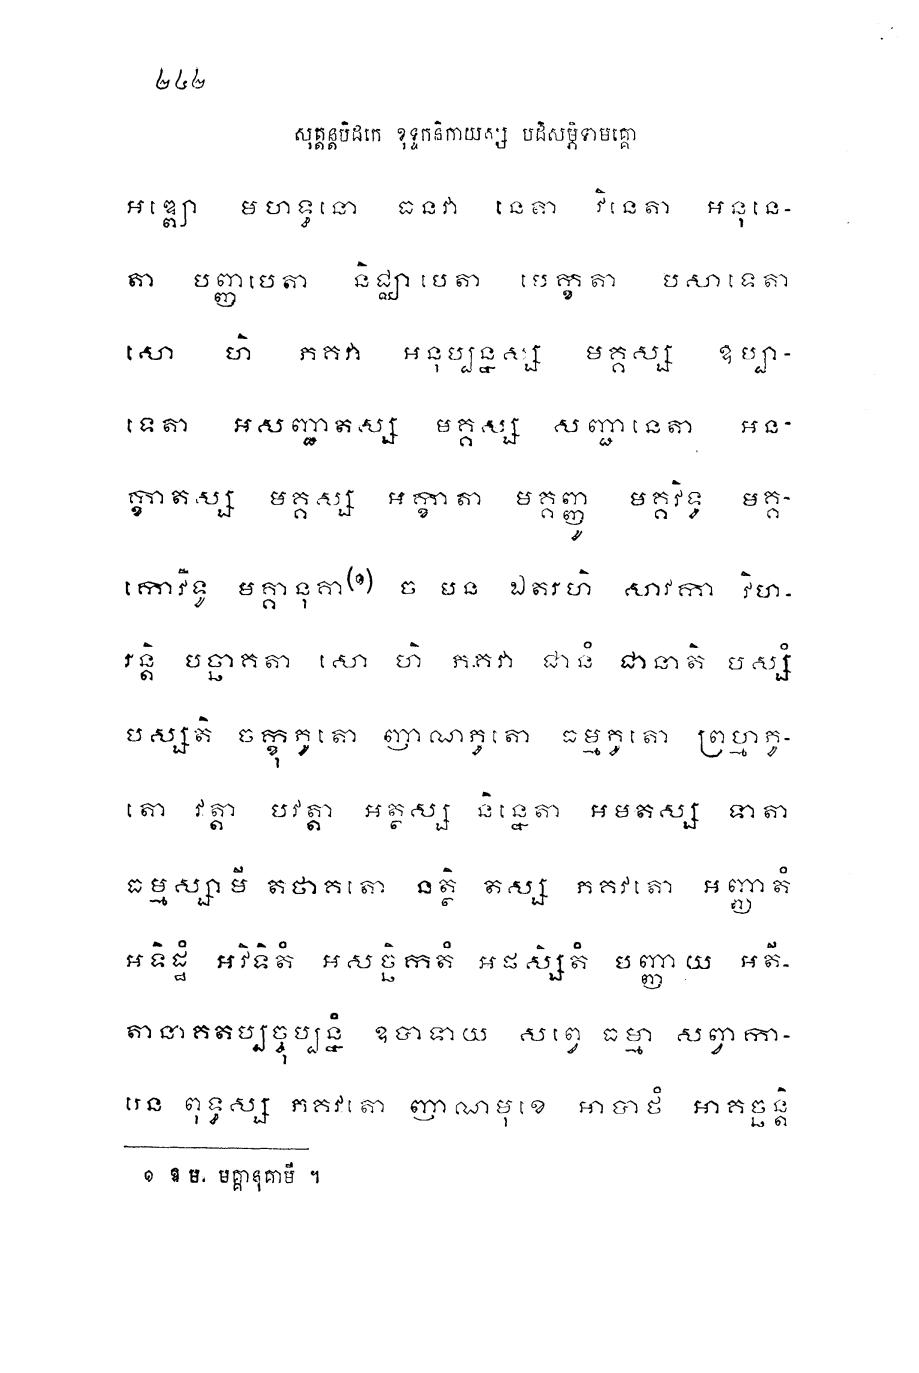 ២៤២
សុត្តន្តបិដកេ ខុទ្ទកនិកាយស្ស បដិសម្ភិទាមគ្គោ
អឌ្ឍោ មហទ្ធនោ ធនវា នេតា វិនេតា អនុនេ-
តា បញ្ញាបេតា និជ្ឈាបេតា បេក្ខតា បសាទេតា
សោ ហិ ភគវា អនុប្បន្នស្ស មគ្គស្ស ឧប្បា-
ទេតា អសញ្ជាតស្ស មគ្គស្ស សញ្ជានេតា អន-
ក្ខាតស្ស មគ្គស្ស អក្ខាតា មគ្គញ្ញូ មគ្គវិទូ មគ្គ-
កោវិទូ មគ្គានុគា(១) ច បន ឯតរហិ សាវកា វិហ-
រន្តិ បច្ឆាគតា សោ ហិ ភគវា ជានំ ជានាតិ បស្សំ
បស្សតិ ចក្ខុភូតោ ញាណភូតោ ធម្មភូតោ ព្រហ្មភូ-
តោ វត្តា បវត្តា អត្ថស្ស និន្នេតា អមតស្ស ទាតា
ធម្មស្សាមី តថាគតោ នត្ថិ តស្ស ភគវតោ អញ្ញាតំ
អទិដ្ឋំ អវិទិតំ អសច្ឆិកតំ អផស្សិតំ បញ្ញាយ អតី-
តានាគតប្បច្ចុប្បន្នំ ឧបាទាយ សព្វេ ធម្មា សព្វាកា-
រេន ពុទ្ធស្ស ភគវតោ ញាណមុខេ អាបាថំ អាគច្ឆន្តិ
១ ឱ ម. មគ្គានុគាមី ។